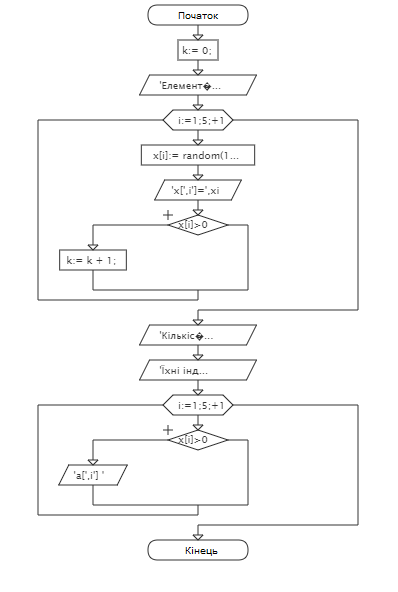 Початок
k:= 0;
'Елемент�...
i:=1;5;+1
x[i]:= random(1...
'x[',i']=',xi
+
x[i]>0
k:= k + 1;
'Кількіс�...
'Їхні інд...
i:=1;5;+1
+
x[i]>0
'a[',i'] '
Кінець